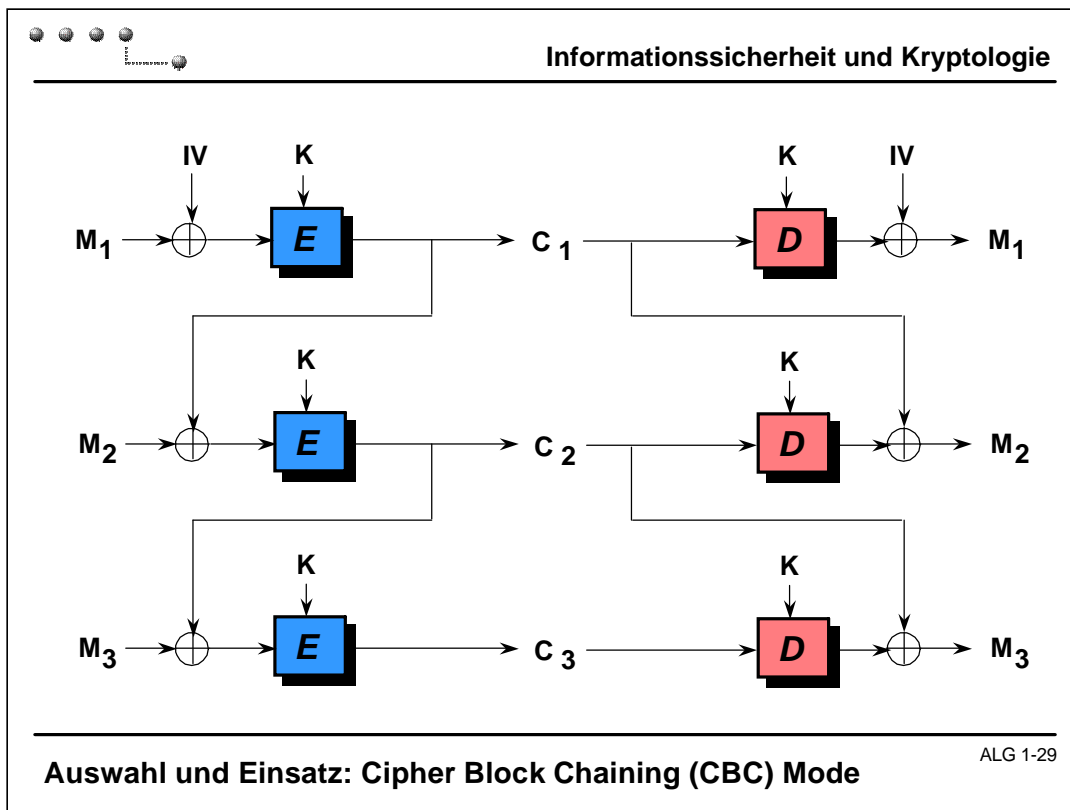 Informationssicherheit und Kryptologie
IV K K IV
M1 E C1 D M1
K K
M2 E C2 D M2
K K
M3 E C3 D M3
ALG 1-29
Auswahl und Einsatz: Cipher Block Chaining (CBC) Mode